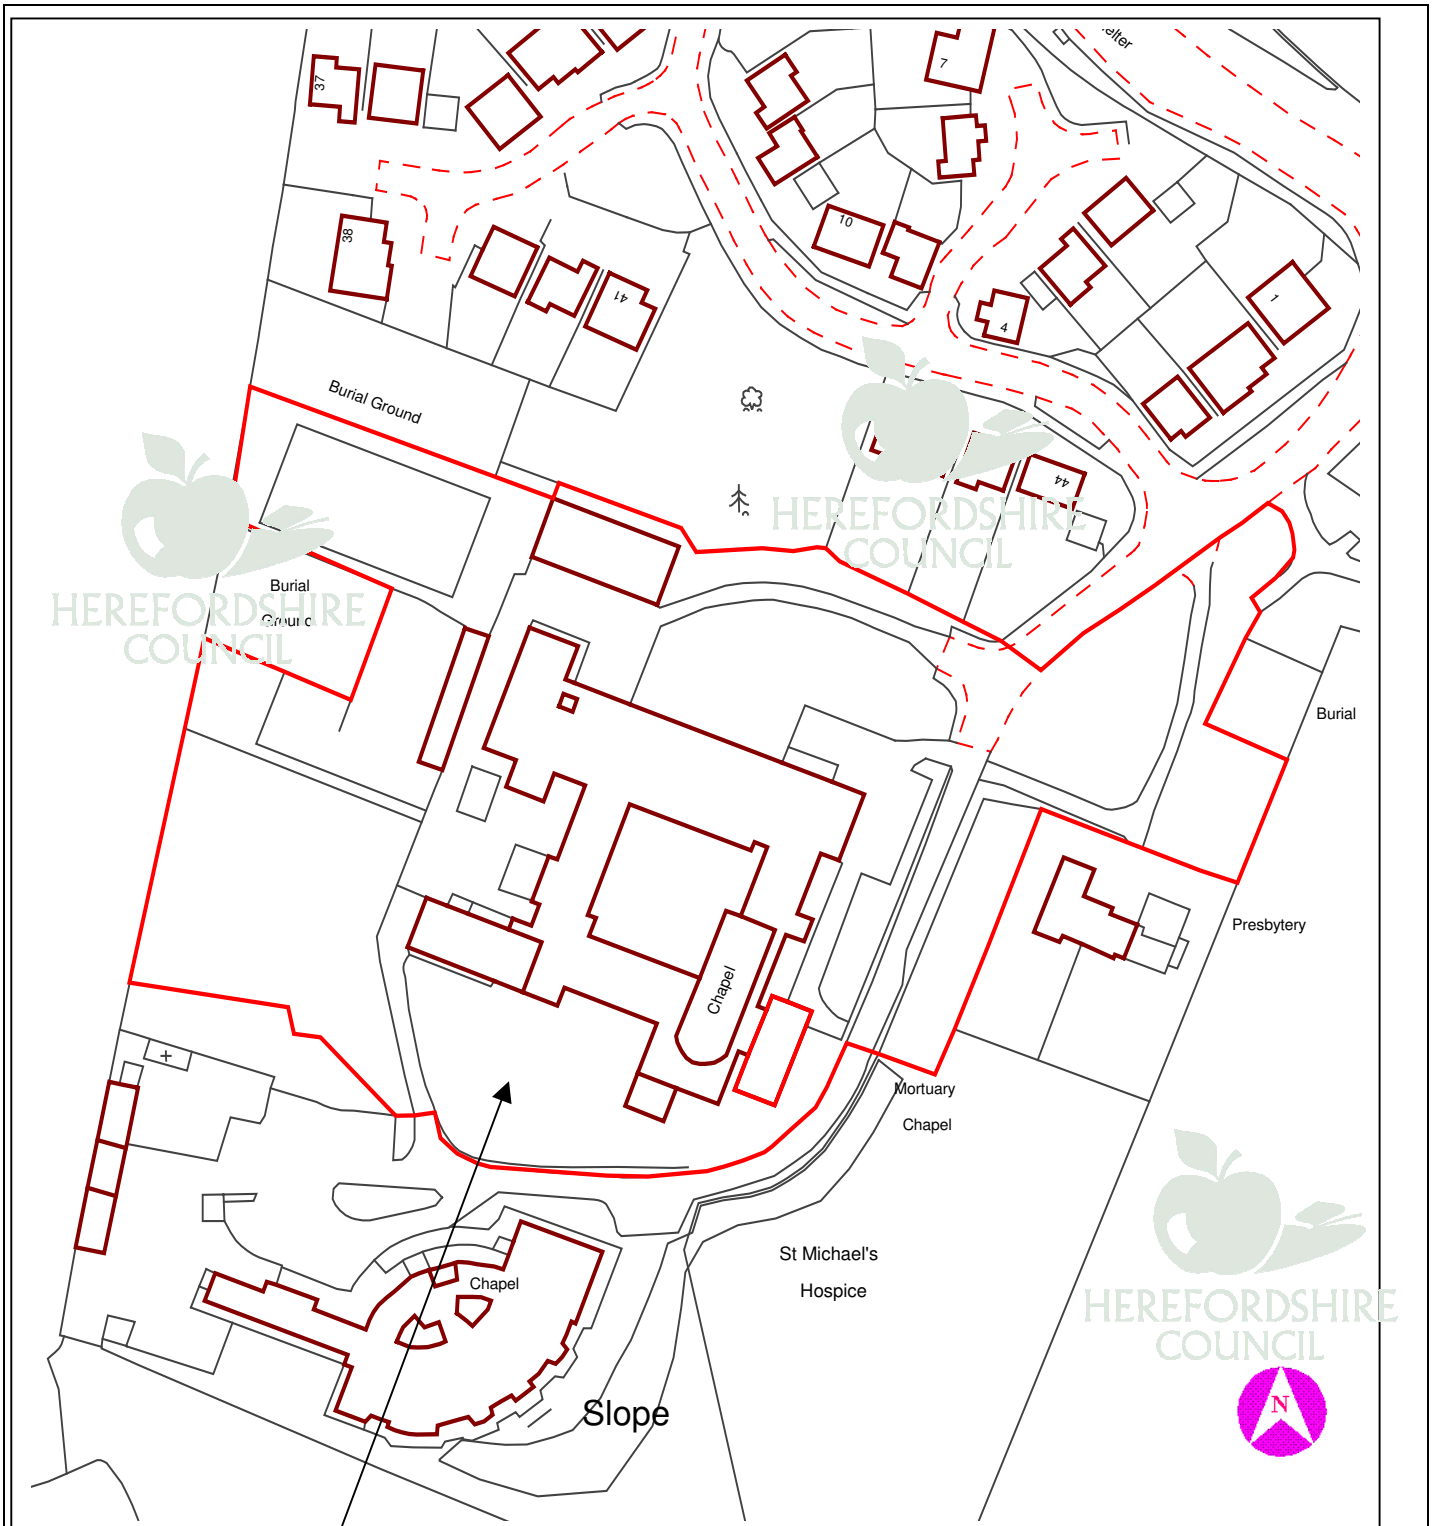 37
7
38
10
41
1
4
Burial Ground
44
HEREFORDSHIRE
COUNCIL
Burial
Ground
HEREFORDSHIRE
COUNCIL
Burial
Presbytery
Chapel
Mortuary
Chapel
St Michael's
Hospice
Chapel
HEREFORDSHIRE
COUNCIL
Slope
N